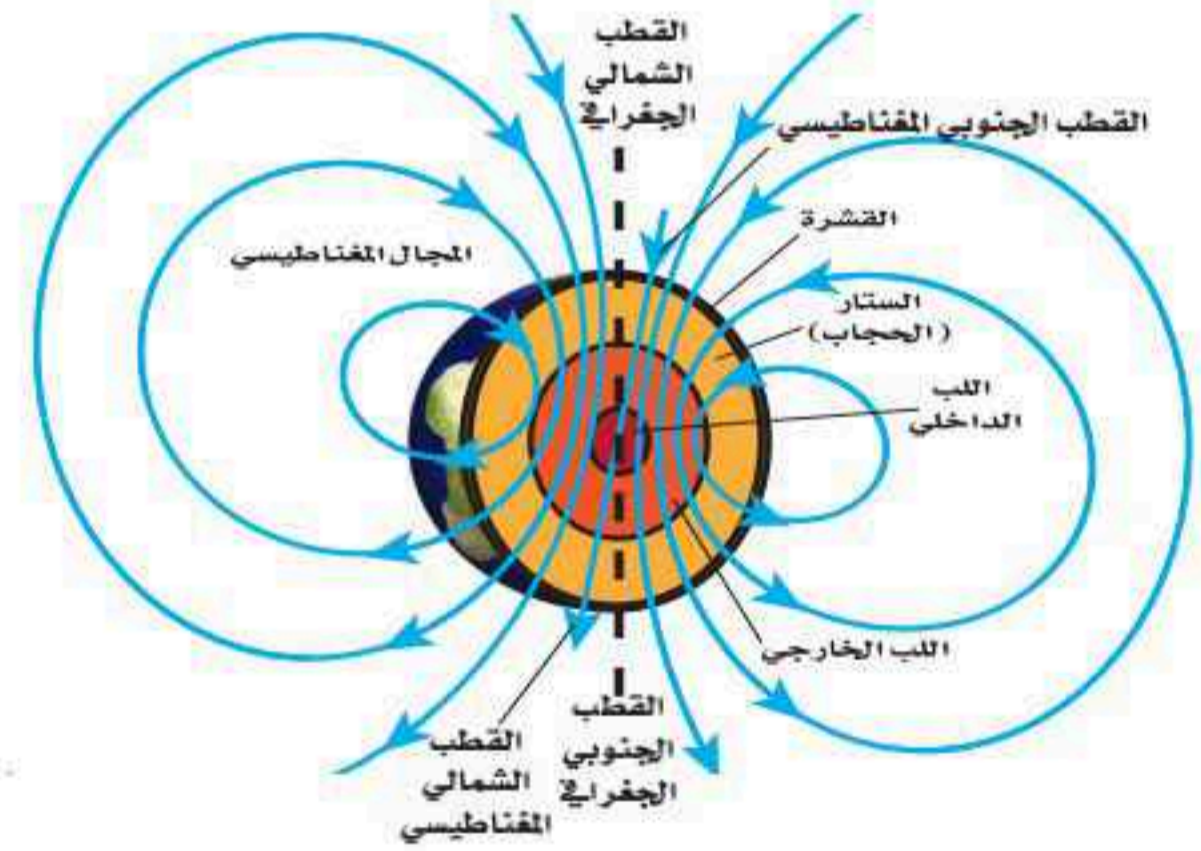 القطب
الشمالي
الجغرافي
القطب الجنوبي المغناطيسي
القشرة
المجال المغناطيسي
الستار
(الحجاب)
اللب
الداخلي
اللب الخارجي
القطب
الجنوبي
الجغرافي
القطب
الشمالي
المغناطيسي